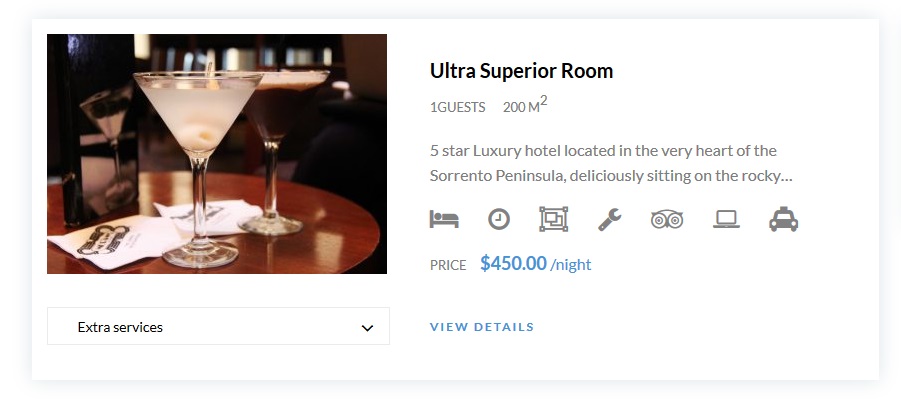 Ultra Superior Room
1GUESTS 200 M2
5 star Luxury hotel located in the very heart of the
Sorrento Peninsula, deliciously sitting on the rocky...
PRICE $450.00 /night
Extra services
VIEW DETAILS